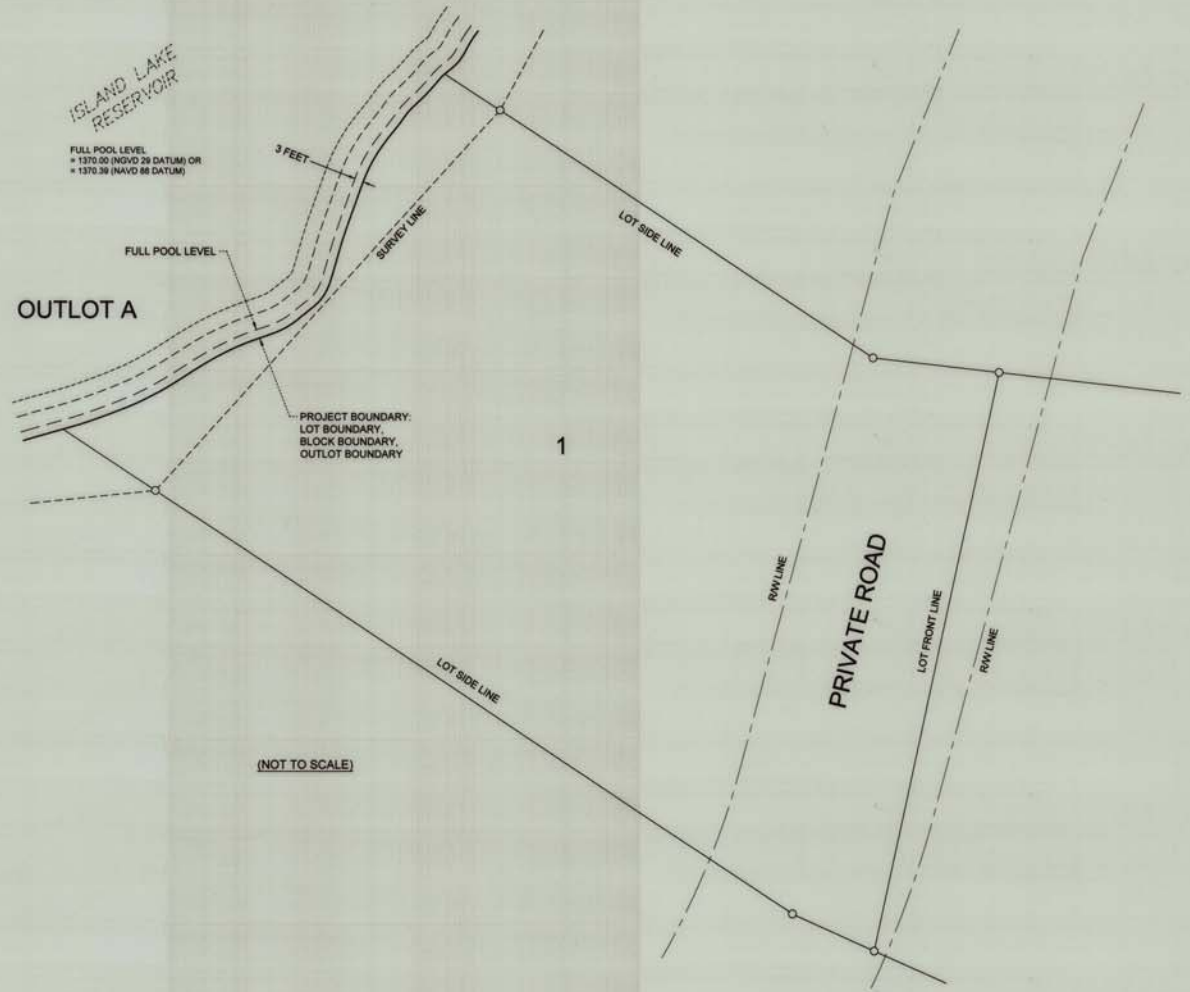 ISLAND LAKE
RESERVOIR
FULL POOL LEVEL
= 1370.00 (NGVD 29 DATUM) OR
= 1370.39 (NAVD 88 DATUM)
3 FEET
SURVEY LINE
LOT SIDE LINE
FULL POOL LEVEL
OUTLOT A
PROJECT BOUNDARY:
LOT BOUNDARY,
BLOCK BOUNDARY,
OUTLOT BOUNDARY
1
R/W LINE
PRIVATE ROAD
LOT FRONT LINE
R/W LINE
LOT SIDE LINE
(NOT TO SCALE)